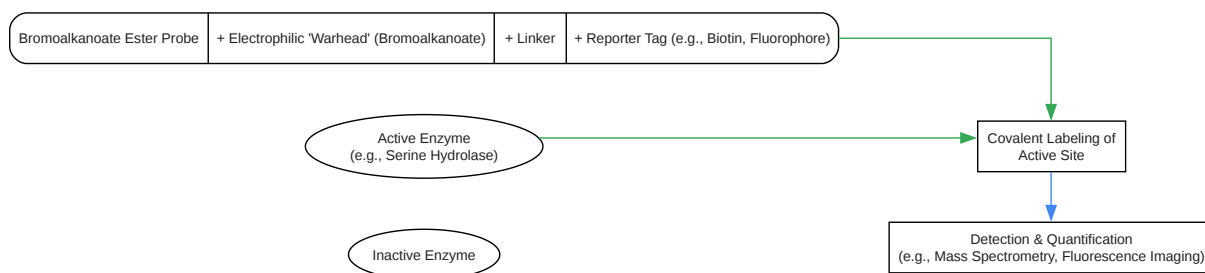 Bromoalkanoate Ester Probe
+ Electrophilic 'Warhead' (Bromoalkanoate)
+ Linker
+ Reporter Tag (e.g., Biotin, Fluorophore)
Active Enzyme
(e.g., Serine Hydrolase)
Covalent Labeling of
Active Site
Inactive Enzyme
Detection & Quantification
(e.g., Mass Spectrometry, Fluorescence Imaging)